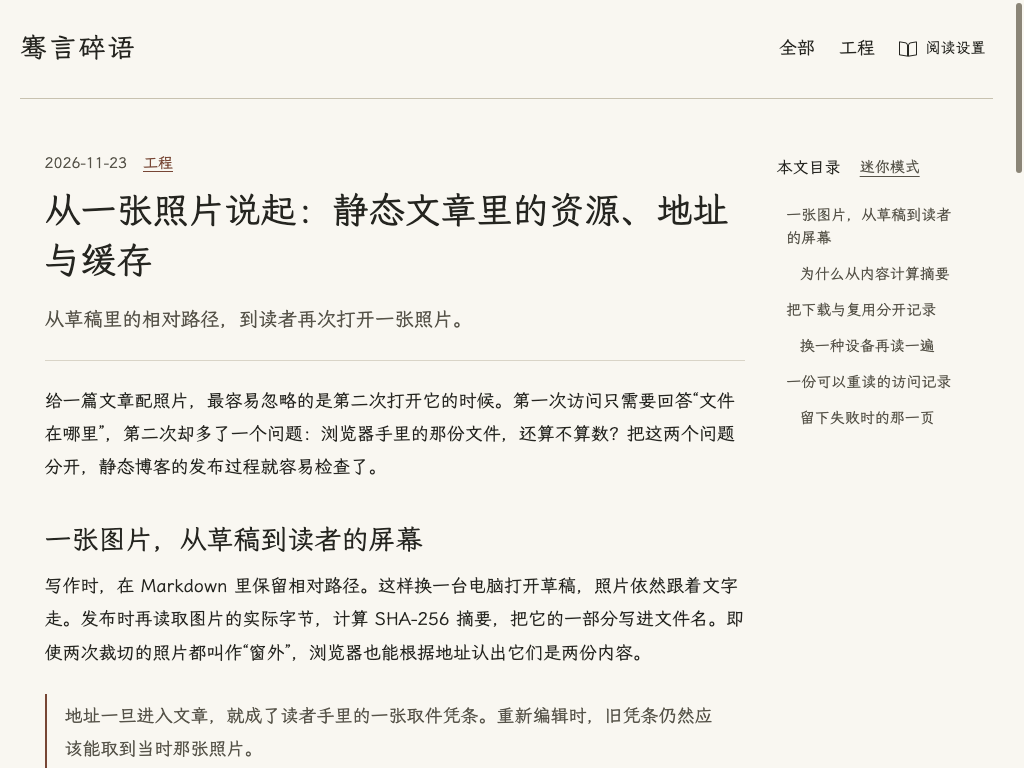 骞言碎语
全部 工程 阅读设置
2026-11-23 工程
从一张照片说起：静态文章里的资源、地址
与缓存
从草稿里的相对路径，到读者再次打开一张照片。
给一篇文章配照片，最容易忽略的是第二次打开它的时候。第一次访问只需要回答“文件
在哪里”，第二次却多了一个问题：浏览器手里的那份文件，还算不算数？把这两个问题
分开，静态博客的发布过程就容易检查了。
一张图片，从草稿到读者的屏幕
写作时，在 Markdown 里保留相对路径。这样换一台电脑打开草稿，照片依然跟着文字
走。发布时再读取图片的实际字节，计算 SHA-256 摘要，把它的一部分写进文件名。即
使两次裁切的照片都叫作“窗外”，浏览器也能根据地址认出它们是两份内容。
地址一旦进入文章，就成了读者手里的一张取件凭条。重新编辑时，旧凭条仍然应
该能取到当时那张照片。
本文目录 迷你模式
一张图片，从草稿到读者
的屏幕
为什么从内容计算摘要
把下载与复用分开记录
换一种设备再读一遍
一份可以重读的访问记录
留下失败时的那一页